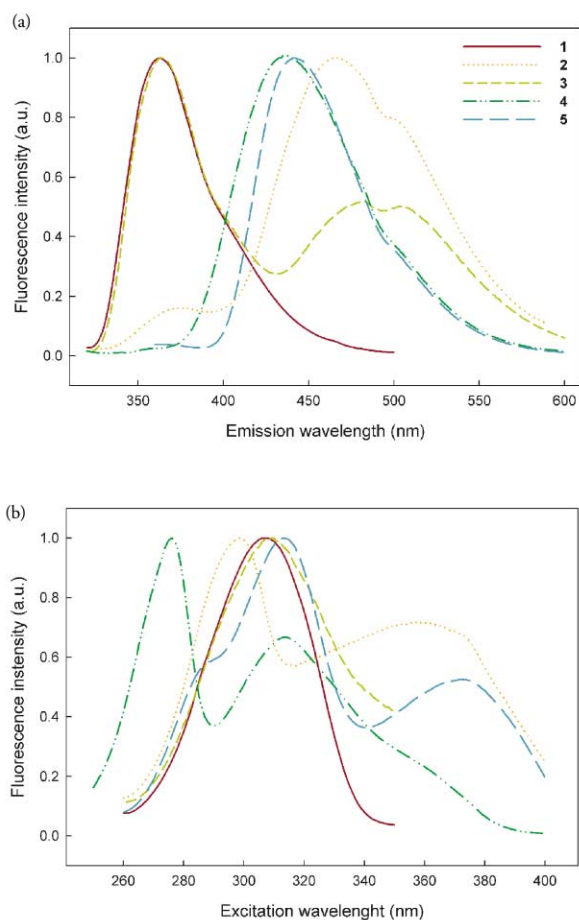 (a)
1.0
0.8
0.6
0.4
0.2
0.0
Fluorescence intensity (a.u.)
1
2
3
4
5
350 400 450 500 550 600
Emission wavelength (nm)
(b)
1.0
0.8
0.6
0.4
0.2
0.0
Fluorescence instensity (a.u.)
260 280 300 320 340 360 380 400
Excitation wavelenght (nm)